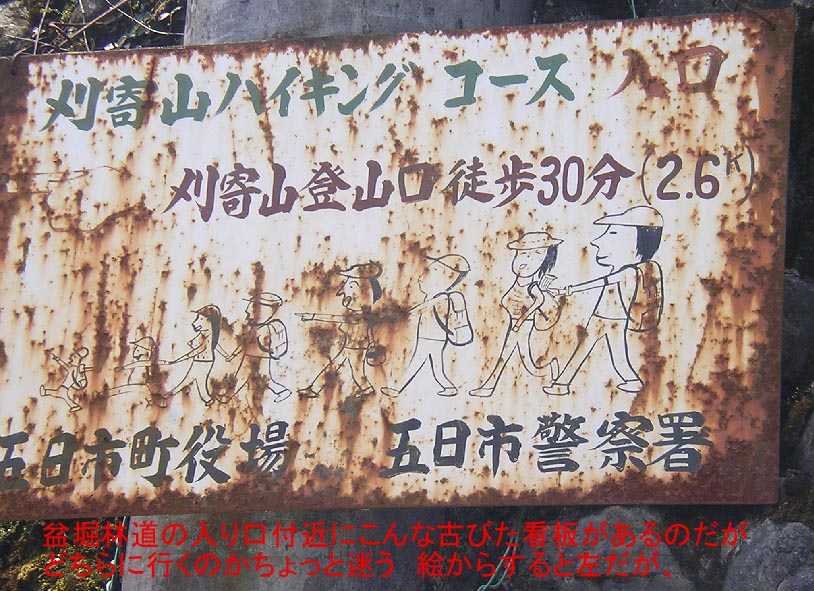 刈寄山ハイキング コース 入口
刈寄山登山口徒歩30分(2.6K)
五日市町役場 五日市警察署
盆堀林道の入り口付近にこんな古びた看板があるのだが
どちらに行くのかちょっと迷う 絵からすると左だが、